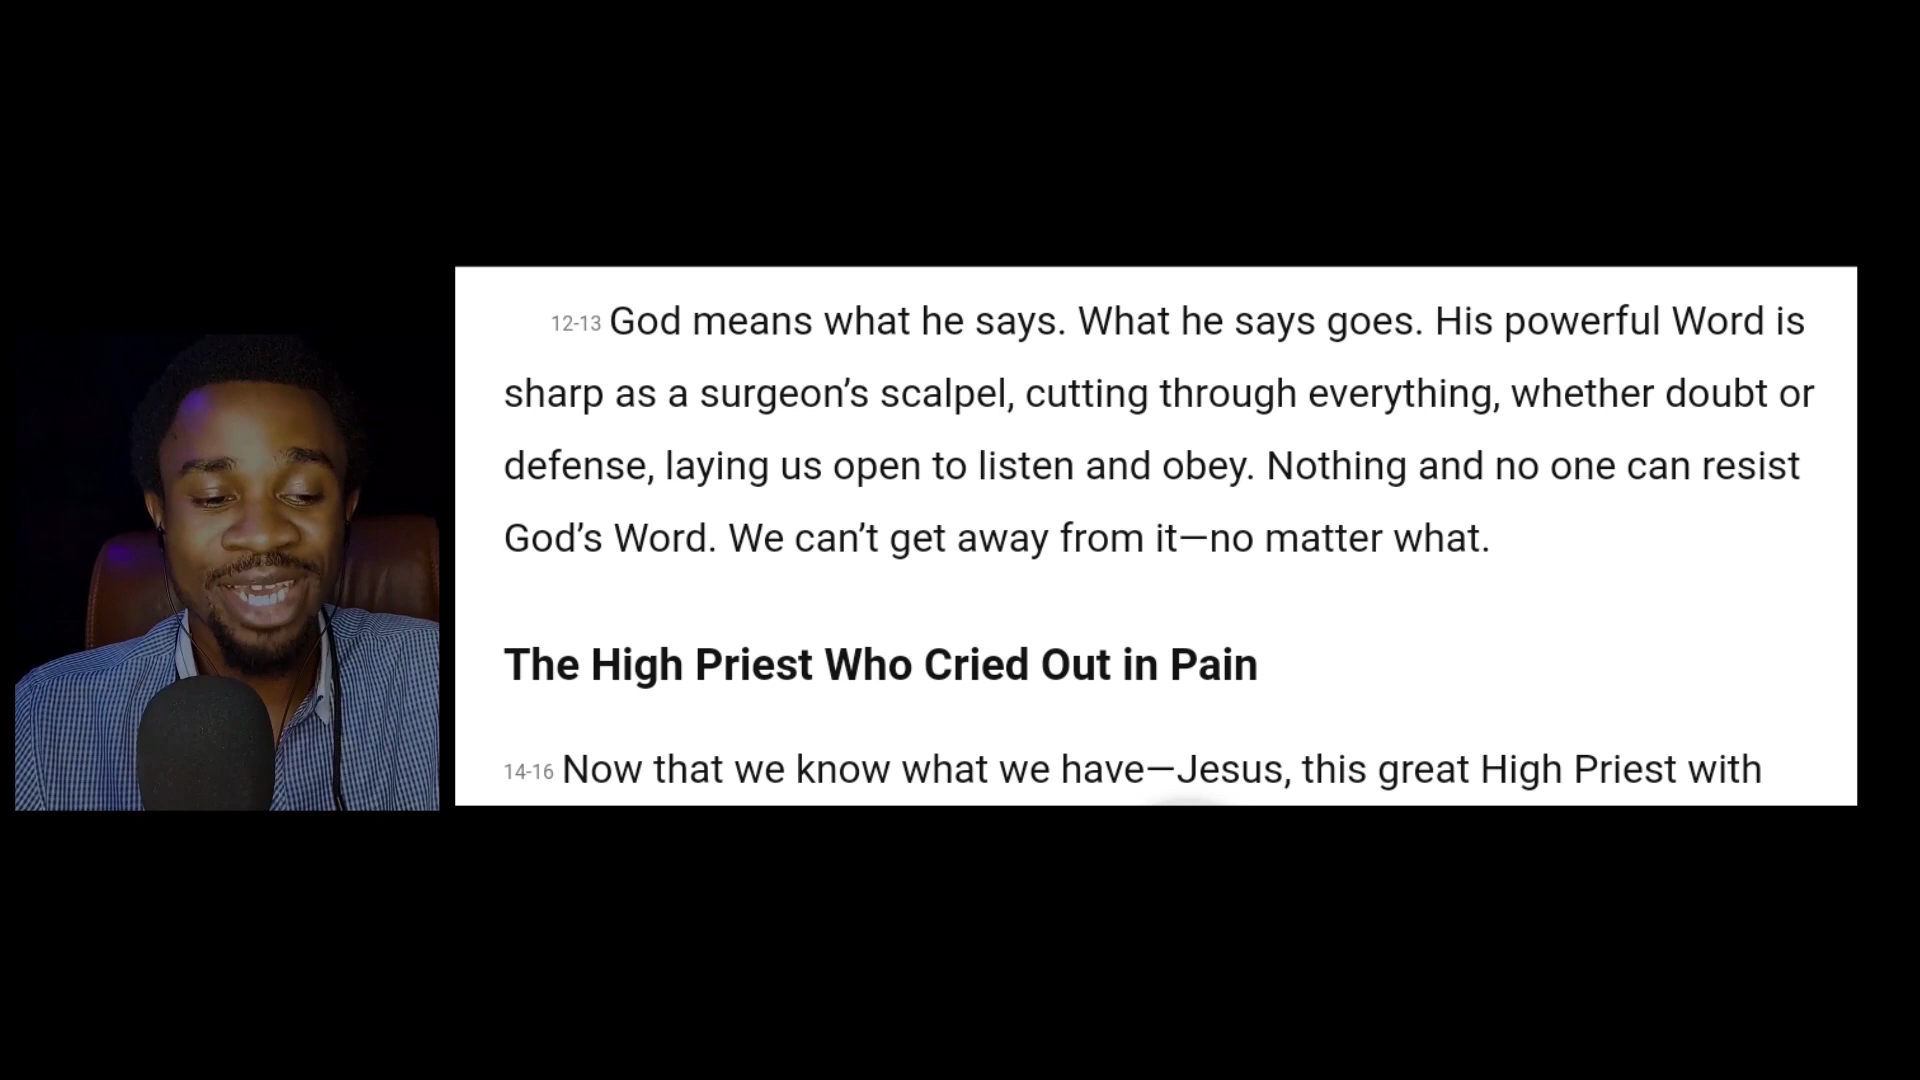 12-13 God means what he says. What he says goes. His powerful Word is
sharp as a surgeon’s scalpel, cutting through everything, whether doubt or
defense, laying us open to listen and obey. Nothing and no one can resist
God’s Word. We can’t get away from it—no matter what.
The High Priest Who Cried Out in Pain
14-16 Now that we know what we have—Jesus, this great High Priest with